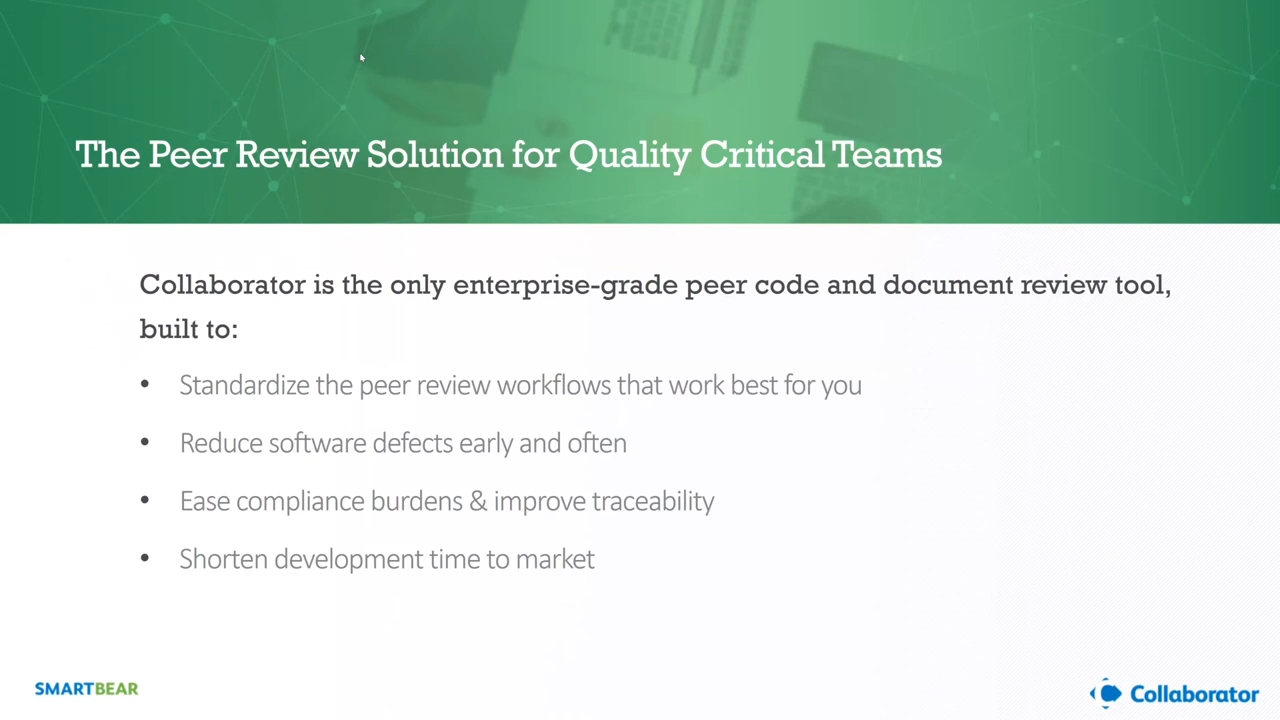 The Peer Review Solution for Quality Critical Teams
Collaborator is the only enterprise-grade peer code and document review tool,
built to:
• Standardize the peer review workflows that work best for you
• Reduce software defects early and often
• Ease compliance burdens & improve traceability
• Shorten development time to market
SMARTBEAR
Collaborator